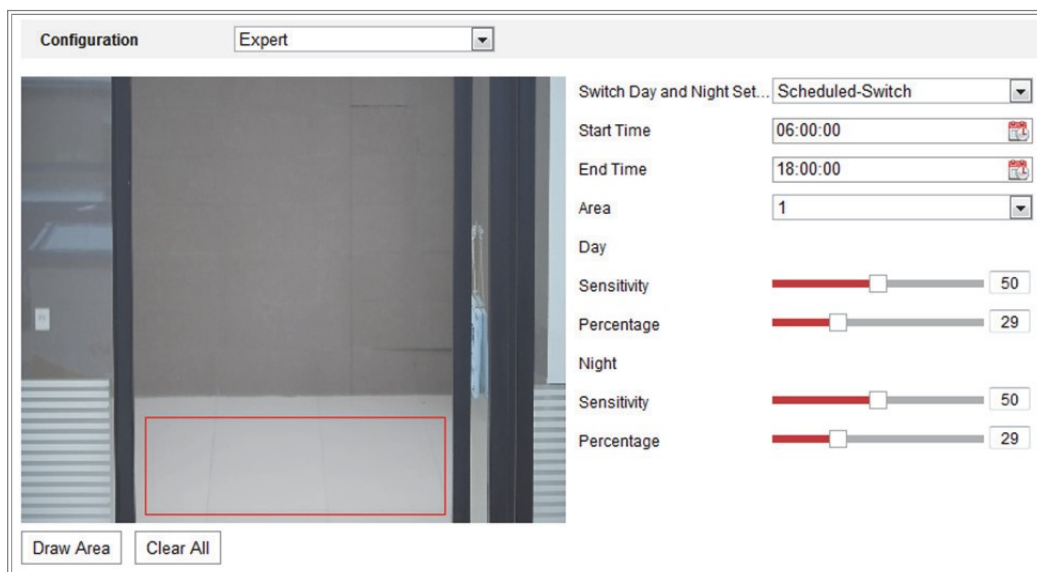 Configuration Expert
Switch Day and Night Set... Scheduled-Switch
Start Time 06:00:00
End Time 18:00:00
Area 1
Day
Sensitivity 50
Percentage 29
Night
Sensitivity 50
Percentage 29
Draw Area Clear All